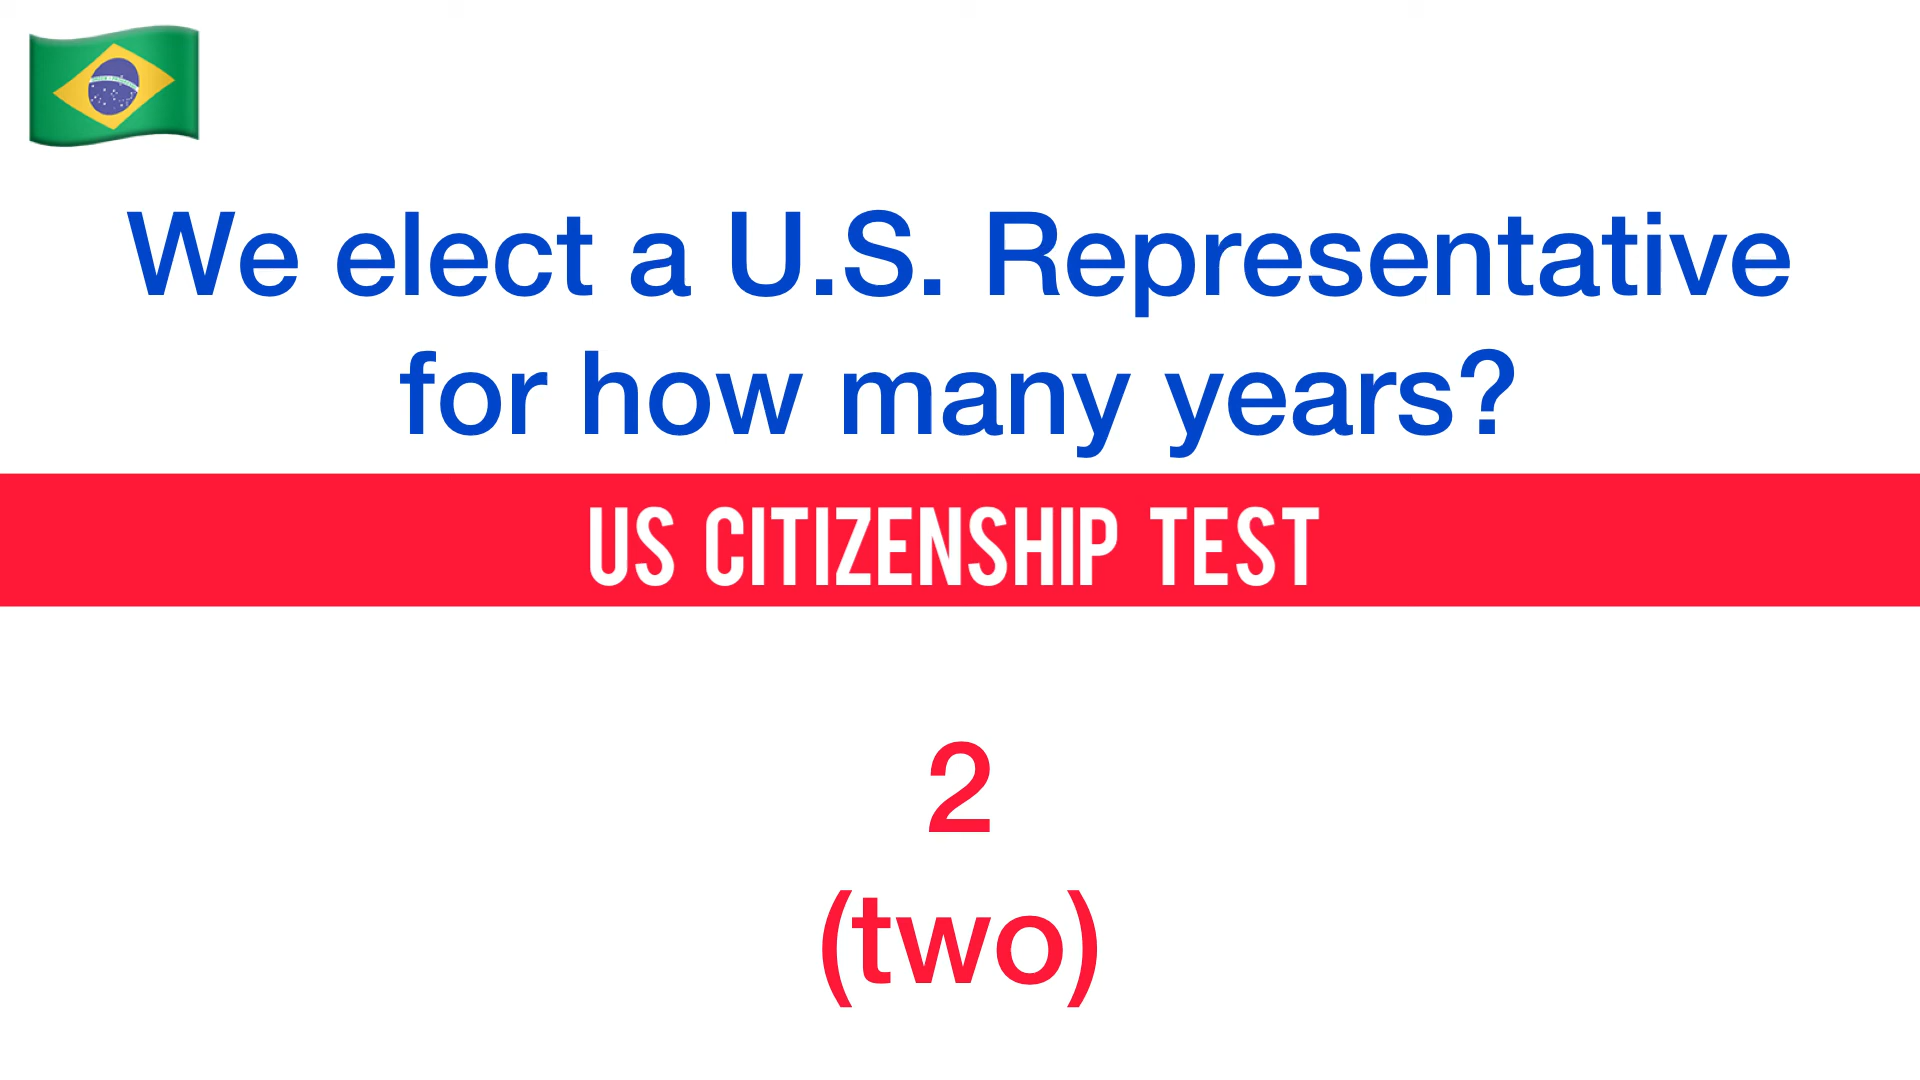 We elect a U.S. Representative
for how many years?
US CITIZENSHIP TEST
2
(two)